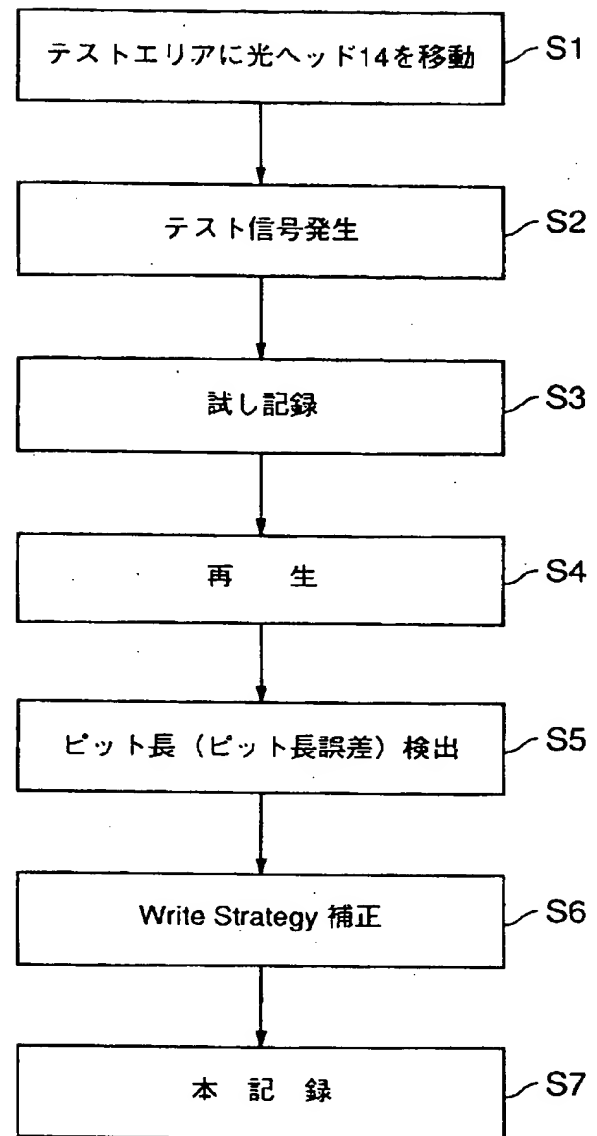 テストエリアに光ヘッド14を移動 S1
テスト信号発生 S2
試し記録 S3
再 生 S4
ピット長（ピット長誤差）検出 S5
Write Strategy 補正 S6
本 記 録 S7